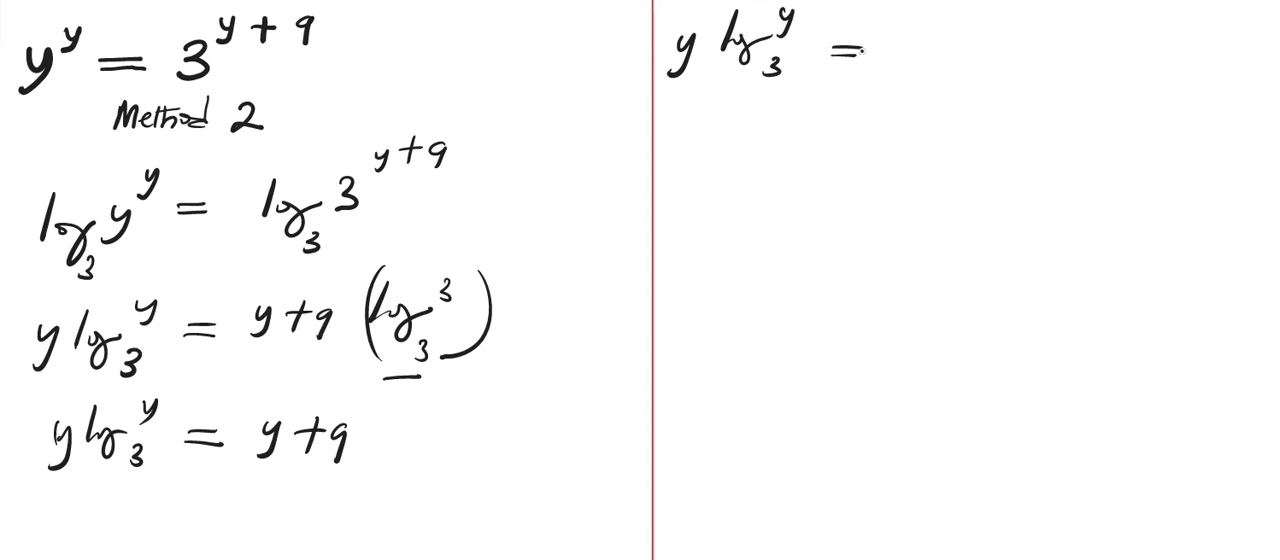 y^y = 3^(y + 9)
Method 2
log_3 y^y = log_3 3^(y+9)
y log_3 y = y+9 (log_3 3)
y log_3 y = y+9
y log_3 y =